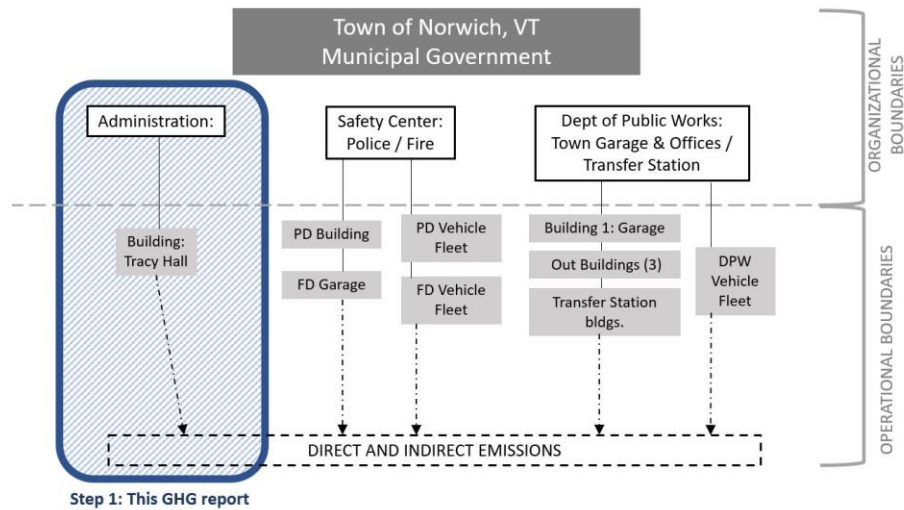 Town of Norwich, VT
Municipal Government
Administration:
Safety Center:
Police / Fire
Dept of Public Works:
Town Garage & Offices /
Transfer Station
ORGANIZATIONAL
BOUNDARIES
Building:
Tracy Hall
PD Building
FD Garage
PD Vehicle
Fleet
FD Vehicle
Fleet
Building 1: Garage
Out Buildings (3)
Transfer Station
bldgs.
DPW
Vehicle
Fleet
OPERATIONAL BOUNDARIES
DIRECT AND INDIRECT EMISSIONS
Step 1: This GHG report